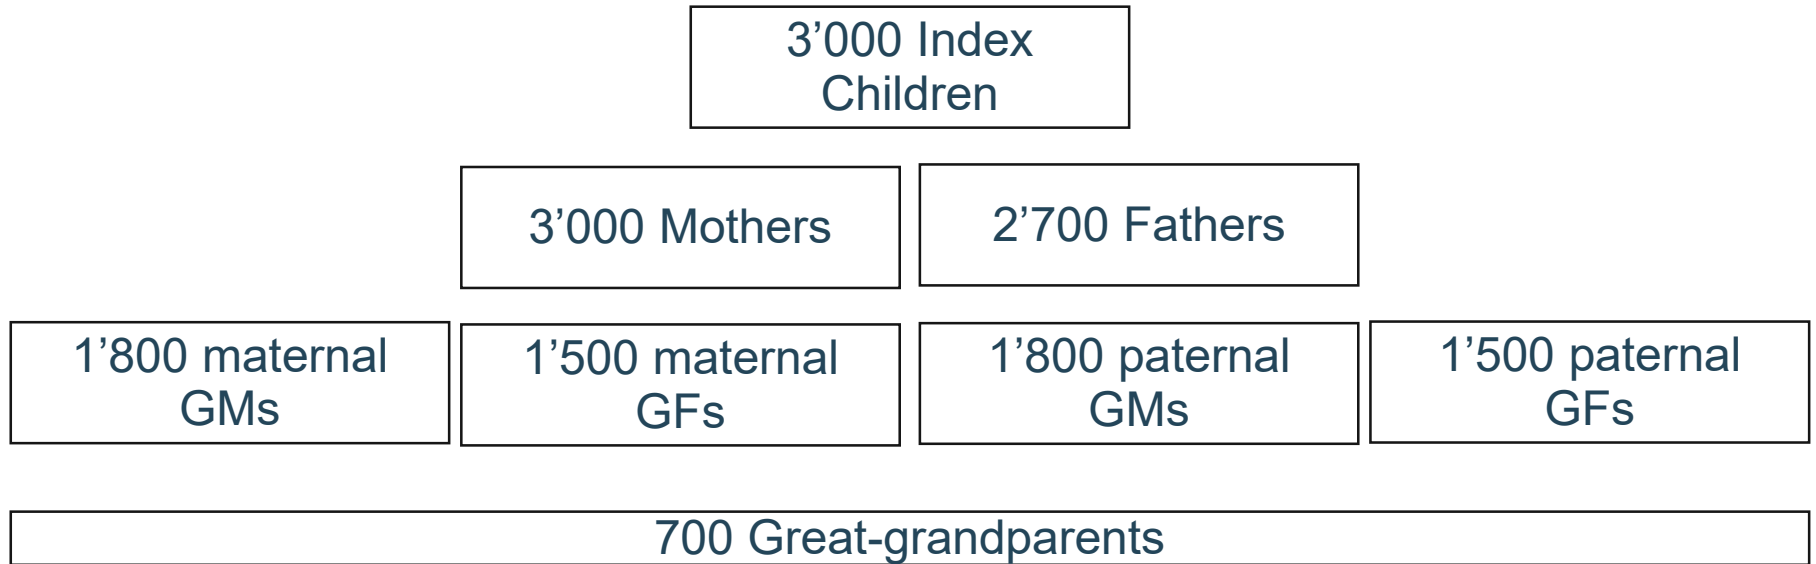 3’000 Index
Children
3’000 Mothers
2’700 Fathers
1’800 maternal
GMs
1’500 maternal
GFs
1’800 paternal
GMs
1’500 paternal
GFs
700 Great-grandparents